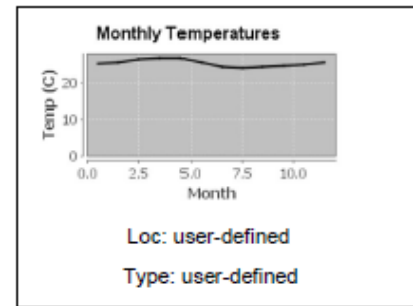 Monthly Temperatures
Temp (C)
20
10
0
0.0 2.5 5.0 7.5 10.0
Month
Loc: user-defined
Type: user-defined